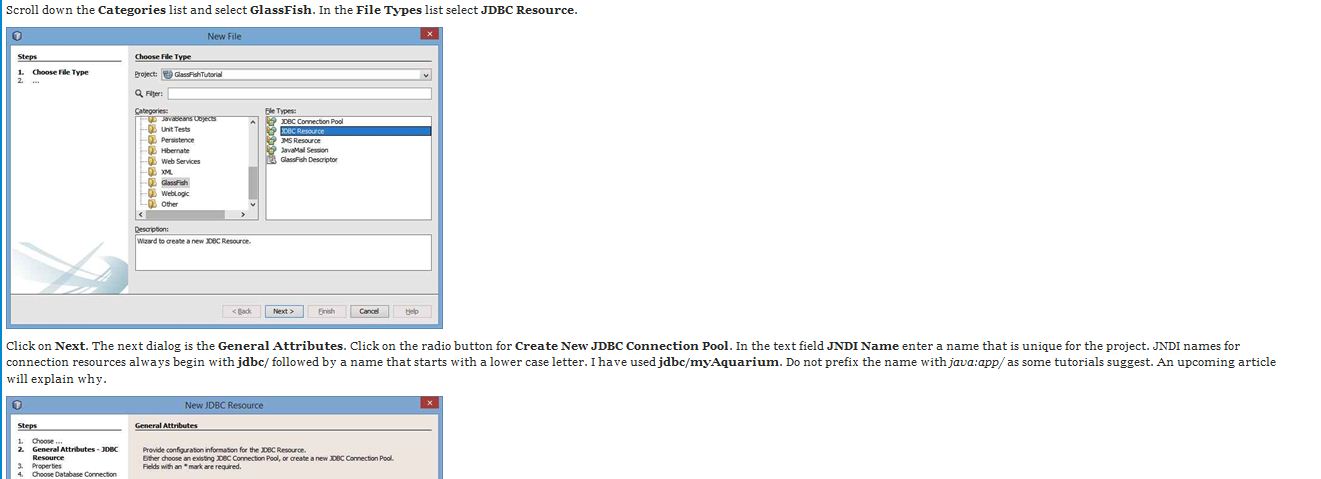 Scroll down the Categories list and select GlassFish. In the File Types list select JDBC Resource.
New File
Steps
1. Choose File Type
2. ...
Choose File Type
Project: GlassFishTutorial
Filter:
Categories:
JavaBeans Objects
Unit Tests
Persistence
Hibernate
Web Services
XML
GlassFish
WebLogic
Other
File Types:
JDBC Connection Pool
JDBC Resource
JMS Resource
JavaMail Session
GlassFish Descriptor
Description:
Wizard to create a new JDBC Resource.
< Back Next > Finish Cancel Help
Click on Next. The next dialog is the General Attributes. Click on the radio button for Create New JDBC Connection Pool. In the text field JNDI Name enter a name that is unique for the project. JNDI names for
connection resources always begin with jdbc/ followed by a name that starts with a lower case letter. I have used jdbc/myAquarium. Do not prefix the name with java:app/ as some tutorials suggest. An upcoming article
will explain why.
New JDBC Resource
Steps
1. Choose ...
2. General Attributes - JDBC
Resource
3. Properties
4. Choose Database Connection
General Attributes
Provide configuration information for the JDBC Resource.
Either choose an existing JDBC Connection Pool, or create a new JDBC Connection Pool.
Fields with an * mark are required.